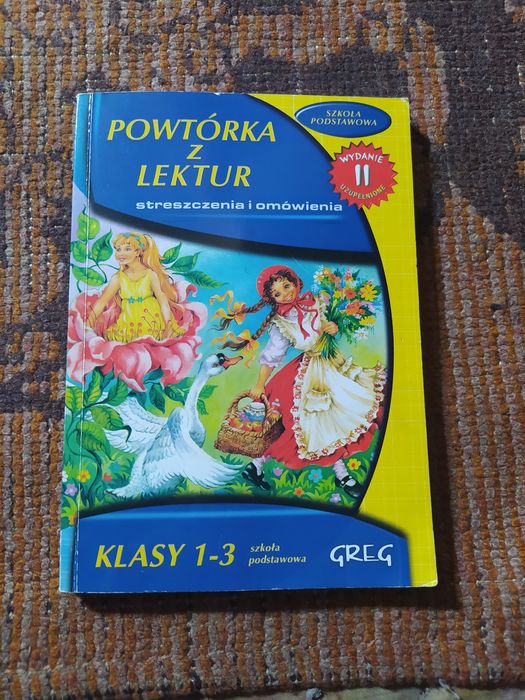 SZKOŁA
PODSTAWOWA
POWTÓRKA
Z
LEKTUR
streszczenia i omówienia
WYDANIE
II
UZUPEŁNIONE
KLASY 1-3
szkoła
podstawowa
GREG